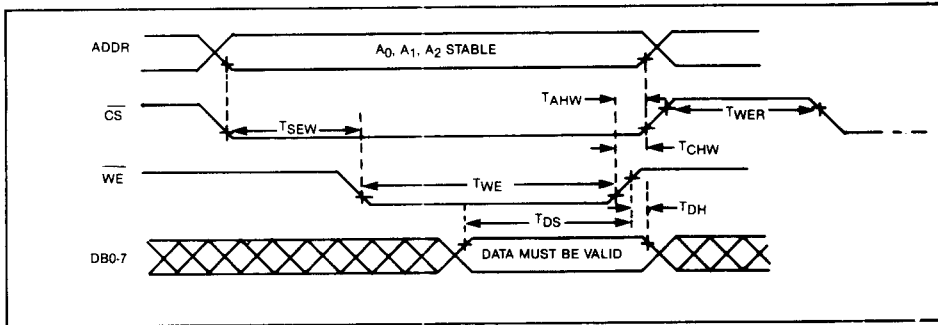 ADDR
A0, A1, A2 STABLE
TAHW
CS
TSEW
TWER
TCHW
WE
TWE
TDS
TDH
DB0-7
DATA MUST BE VALID